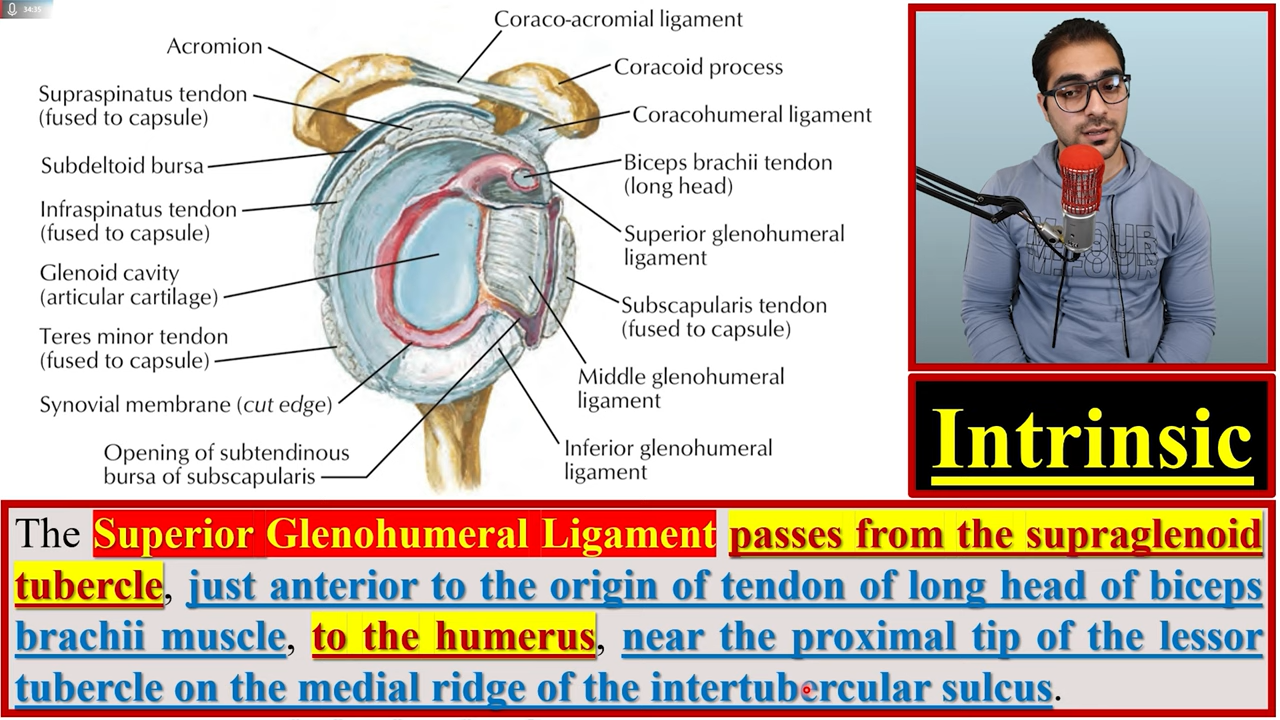 34:35
Coraco-acromial ligament
Acromion
Coracoid process
Supraspinatus tendon
(fused to capsule)
Coracohumeral ligament
Subdeltoid bursa
Biceps brachii tendon
(long head)
Infraspinatus tendon
(fused to capsule)
Superior glenohumeral
ligament
Glenoid cavity
(articular cartilage)
Subscapularis tendon
(fused to capsule)
Teres minor tendon
(fused to capsule)
Middle glenohumeral
ligament
Synovial membrane (cut edge)
Opening of subtendinous
bursa of subscapularis
Inferior glenohumeral
ligament
Intrinsic
The Superior Glenohumeral Ligament passes from the supraglenoid
tubercle, just anterior to the origin of tendon of long head of biceps
brachii muscle, to the humerus, near the proximal tip of the lessor
tubercle on the medial ridge of the intertubercular sulcus.